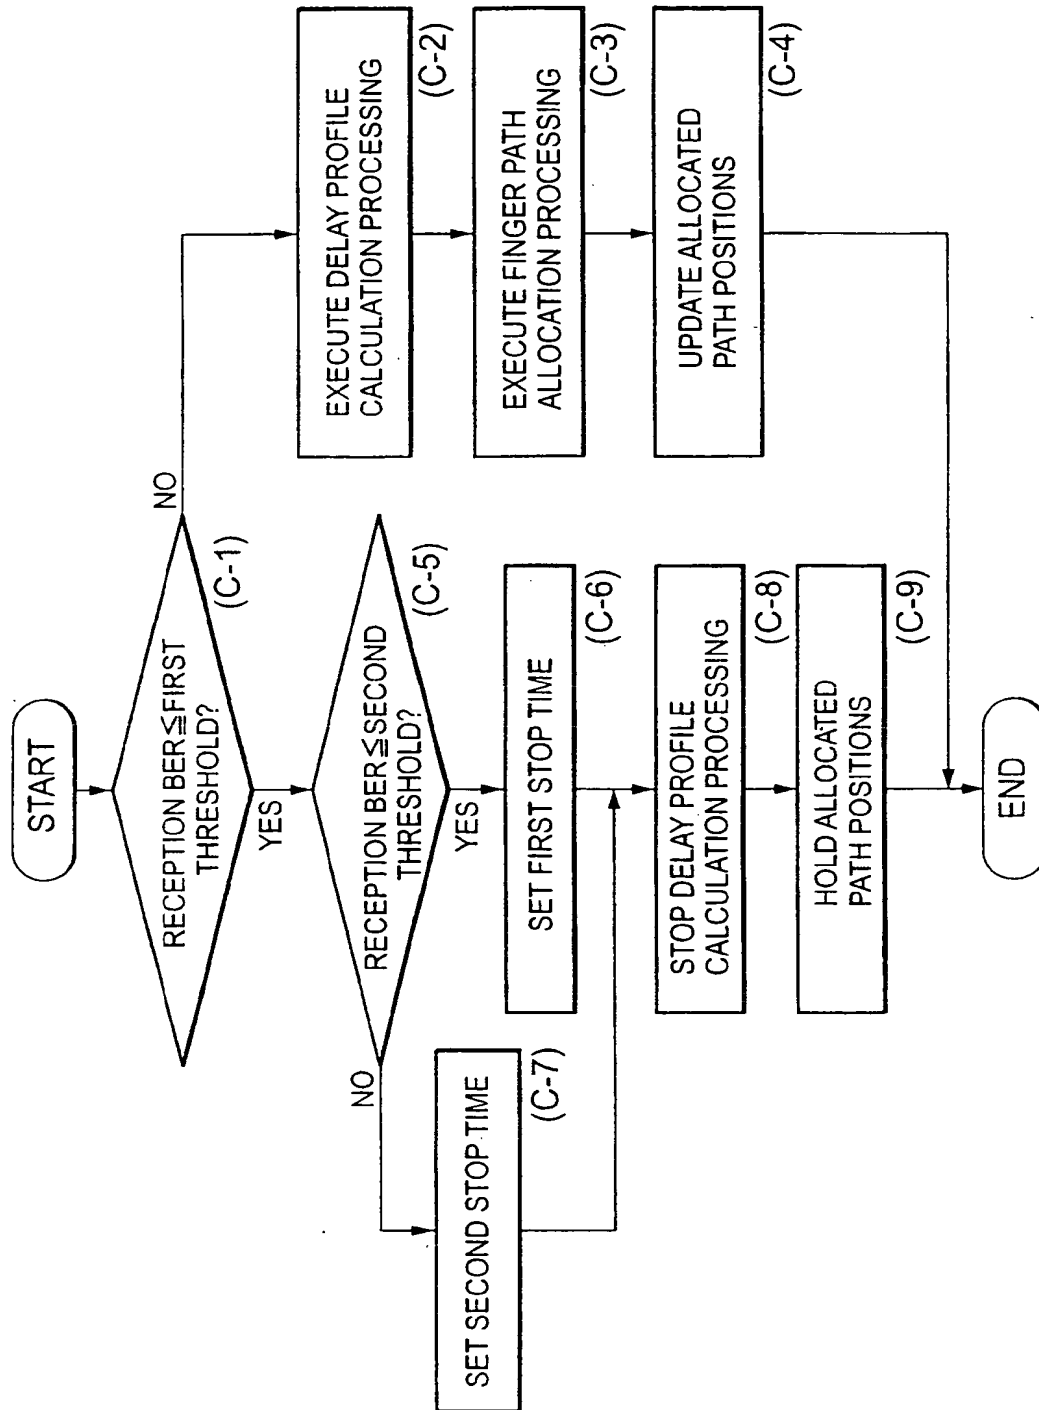 START
RECEPTION BER≦FIRST
THRESHOLD?
(C-1)
NO
YES
EXECUTE DELAY PROFILE
CALCULATION PROCESSING
(C-2)
EXECUTE FINGER PATH
ALLOCATION PROCESSING
(C-3)
UPDATE ALLOCATED
PATH POSITIONS
(C-4)
RECEPTION BER≦SECOND
THRESHOLD?
(C-5)
NO
YES
SET FIRST STOP TIME
(C-6)
SET SECOND STOP TIME
(C-7)
STOP DELAY PROFILE
CALCULATION PROCESSING
(C-8)
HOLD ALLOCATED
PATH POSITIONS
(C-9)
END